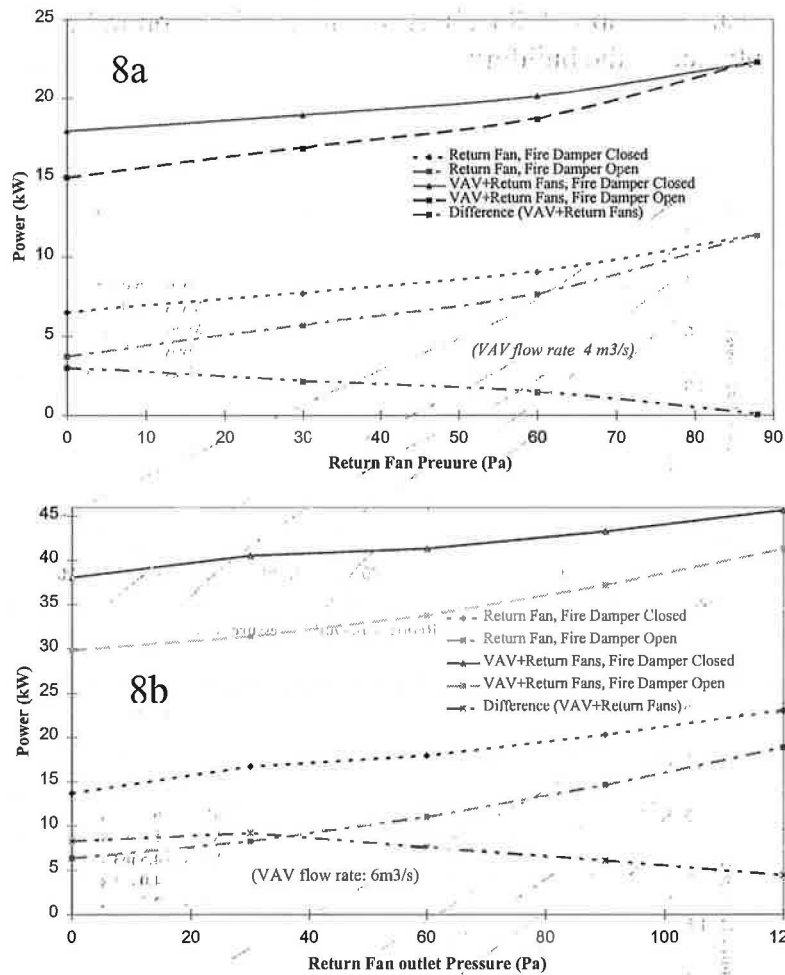 25
8a
20
15
10
5
0
Power (kW)
Return Fan, Fire Damper Closed
Return Fan, Fire Damper Open
VAV+Return Fans, Fire Damper Closed
VAV+Return Fans, Fire Damper Open
Difference (VAV+Return Fans)
(VAV flow rate 4 m3/s)
0 10 20 30 40 50 60 70 80 90
Return Fan Preuure (Pa)
45
40
35
30
25
20
15
10
5
0
Power (kW)
8b
Return Fan, Fire Damper Closed
Return Fan, Fire Damper Open
VAV+Return Fans, Fire Damper Closed
VAV+Return Fans, Fire Damper Open
Difference (VAV+Return Fans)
(VAV flow rate: 6m3/s)
0 20 40 60 80 100 12
Return Fan outlet Pressure (Pa)